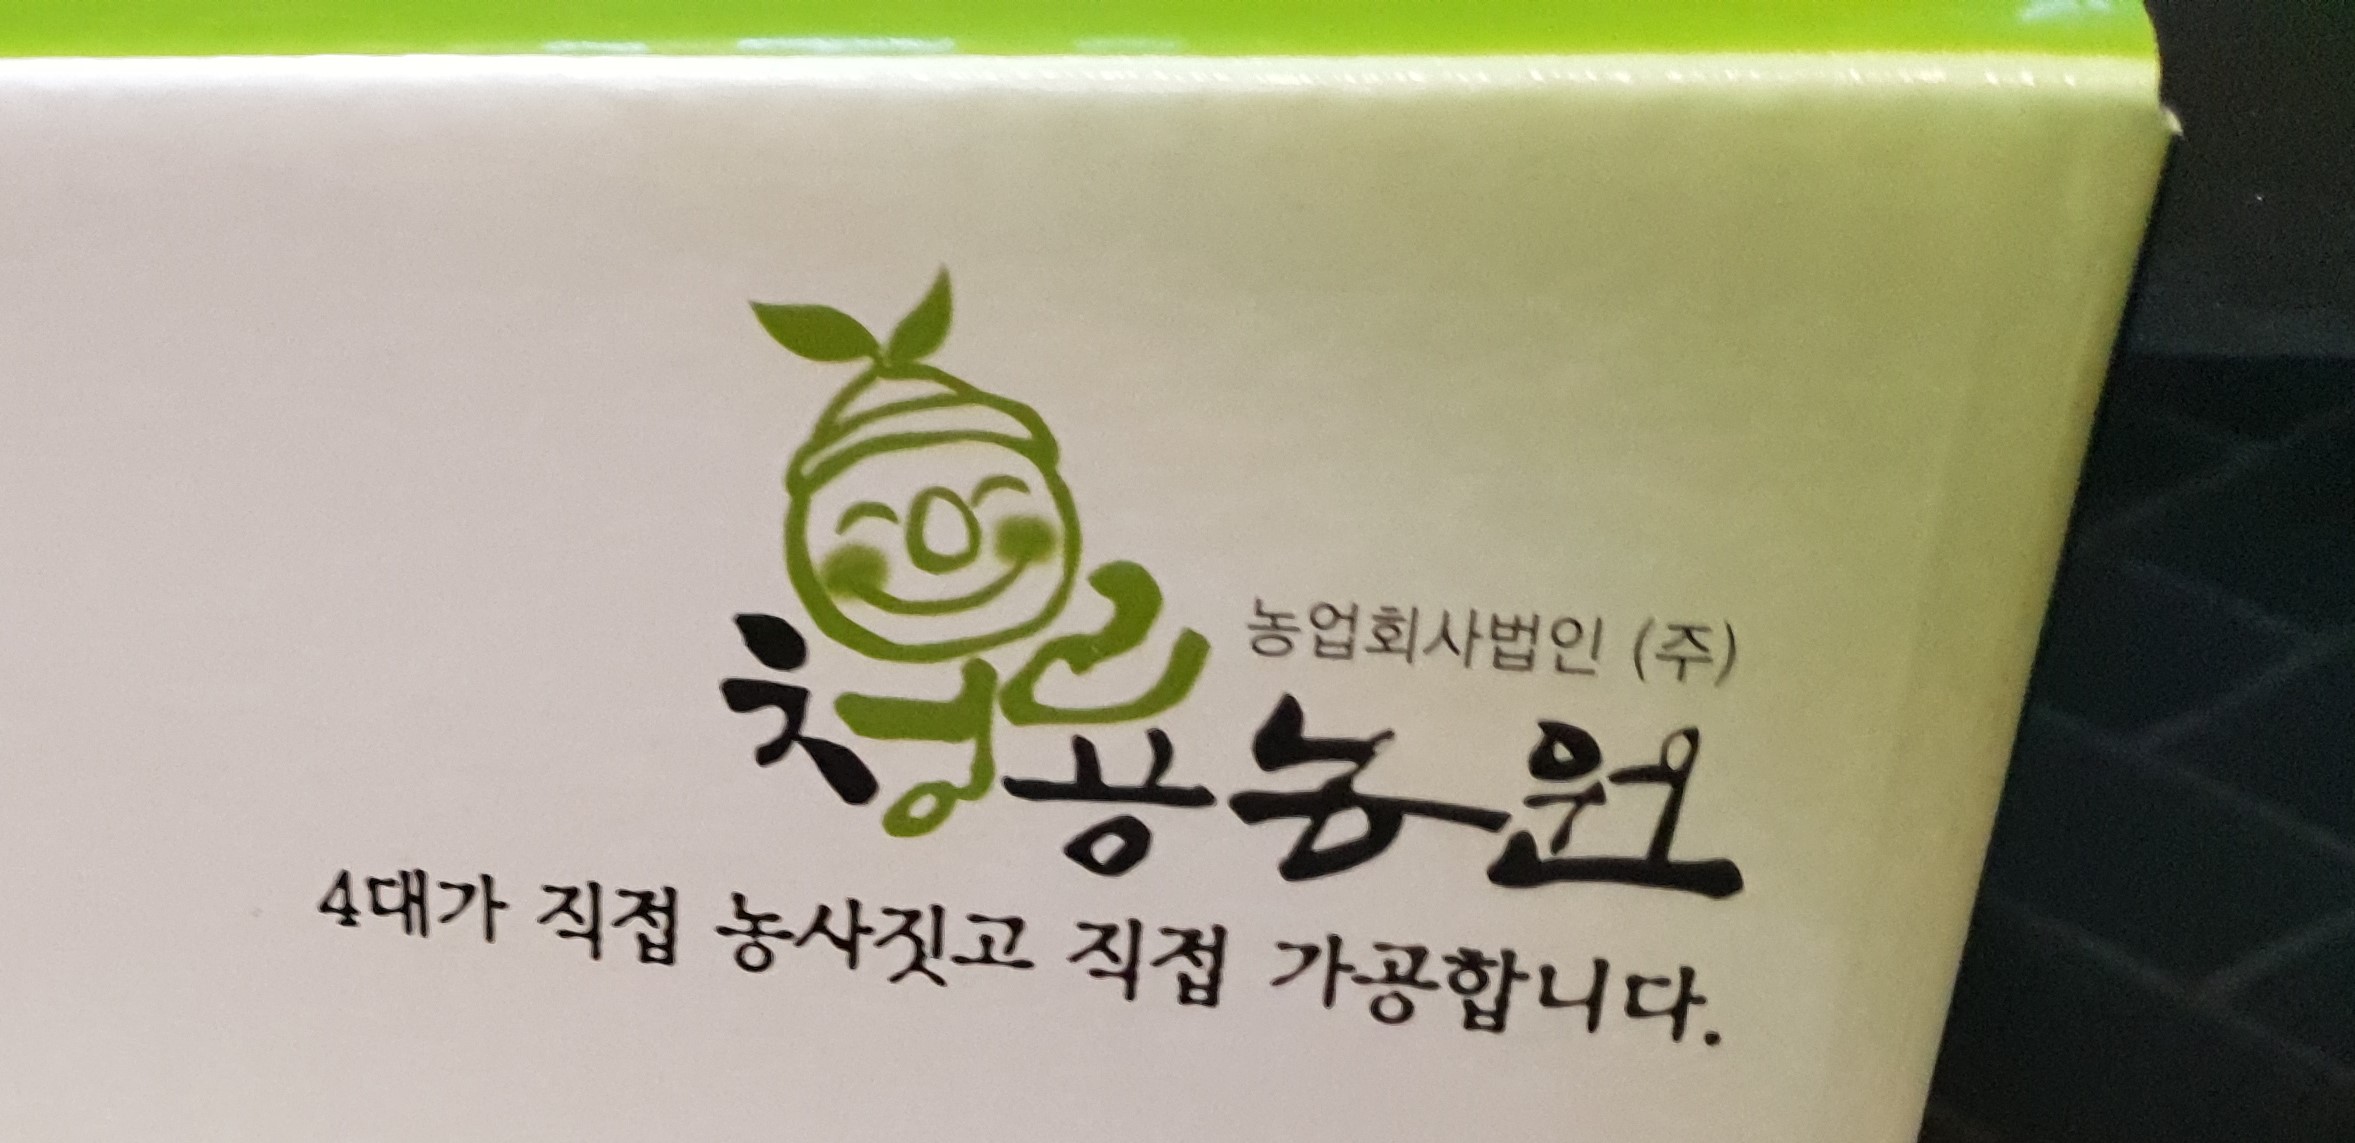 농업회사법인 (주)
청룡농원
4대가 직접 농사짓고 직접 가공합니다.